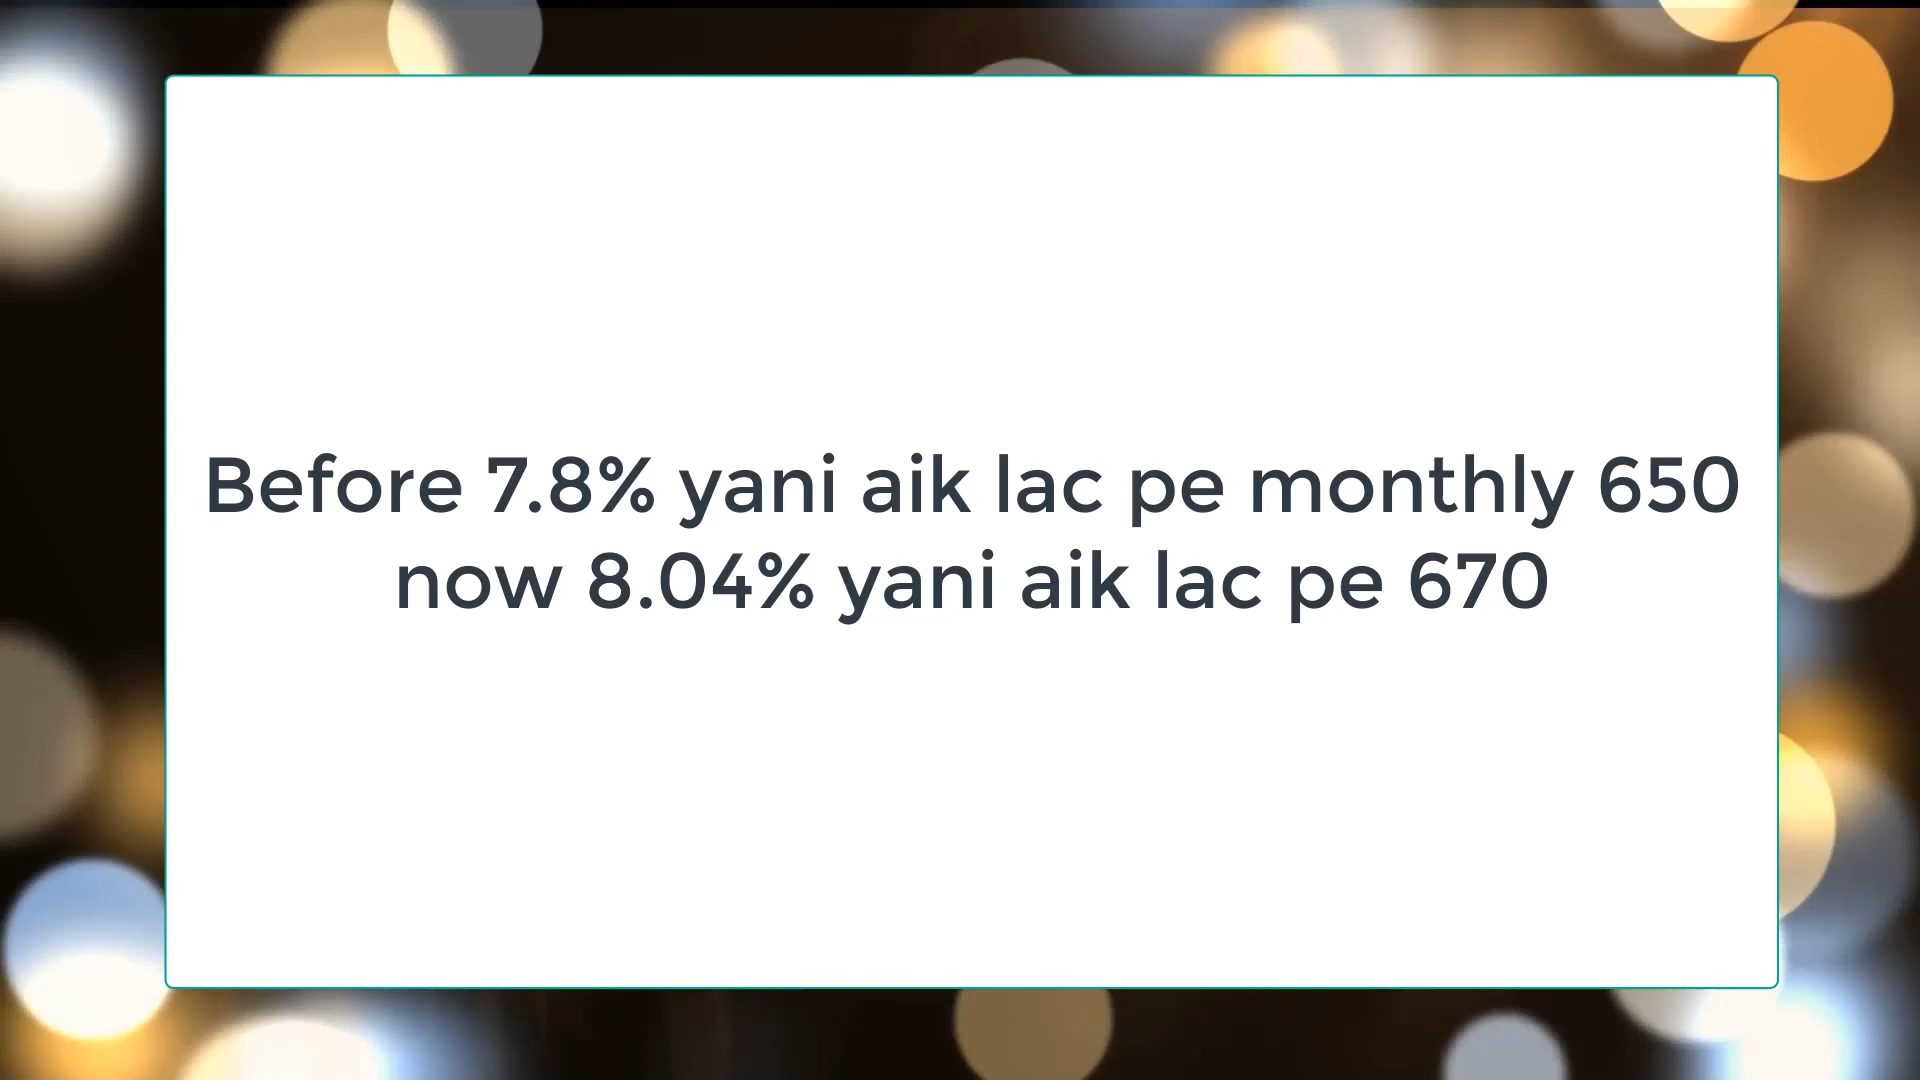 Before 7.8% yani aik lac pe monthly 650
now 8.04% yani aik lac pe 670